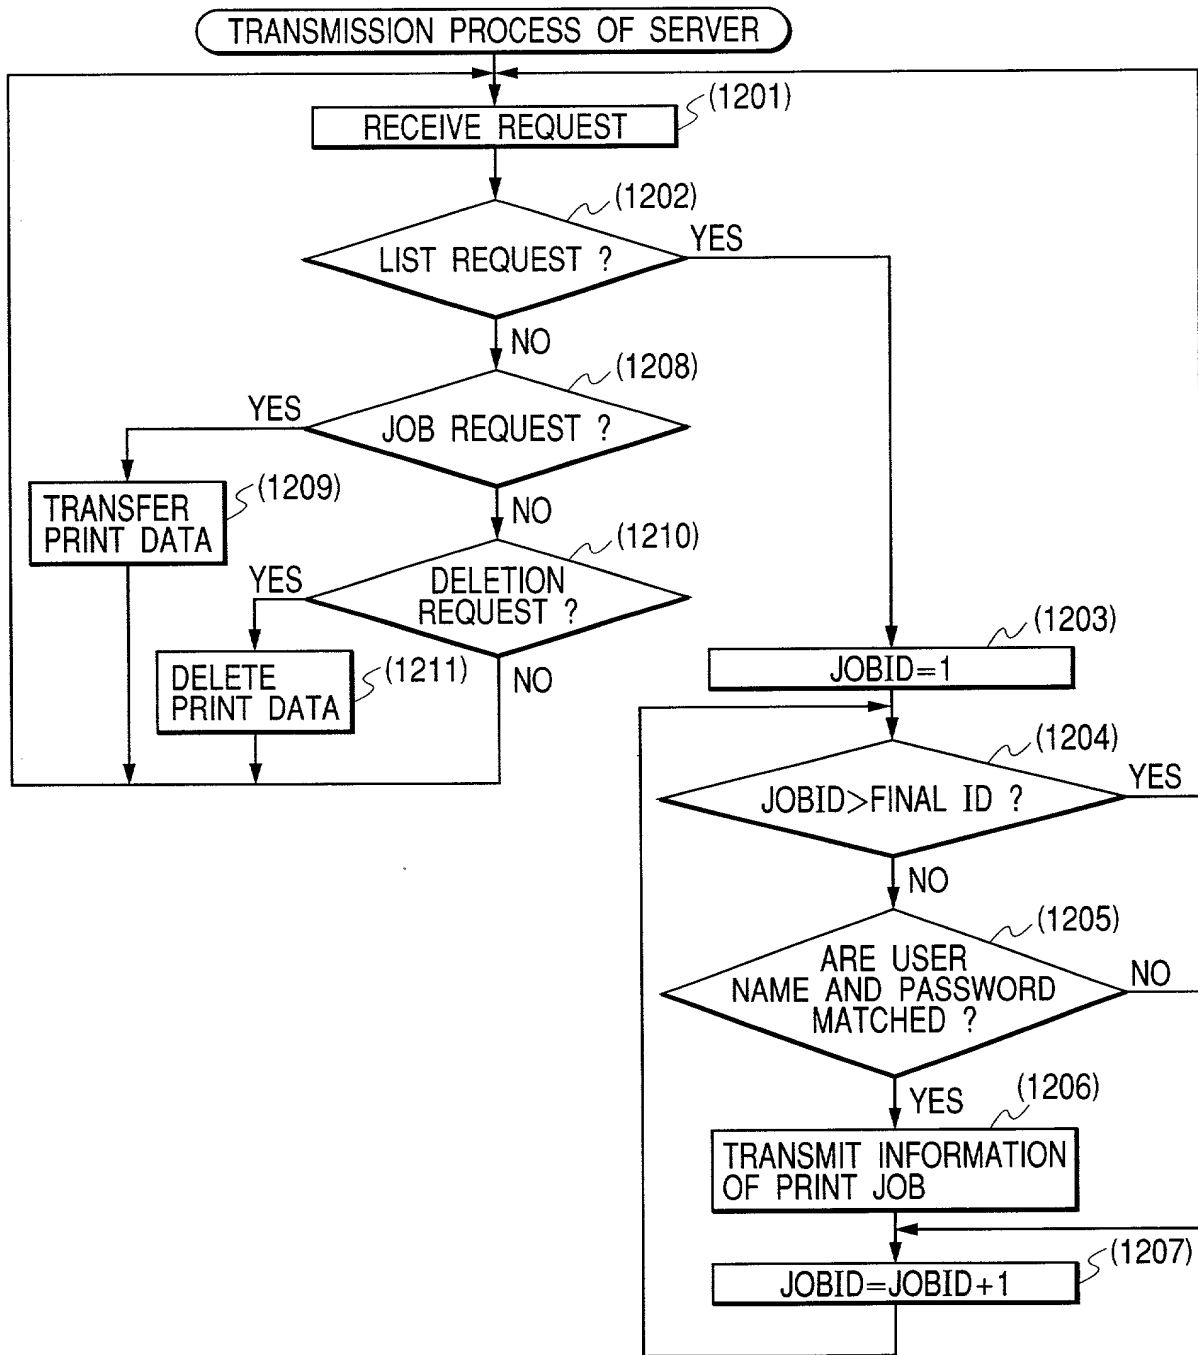 TRANSMISSION PROCESS OF SERVER
(1201)
RECEIVE REQUEST
(1202)
LIST REQUEST ?
YES
NO
(1208)
YES
JOB REQUEST ?
(1209)
TRANSFER
PRINT DATA
NO
(1210)
YES
DELETION
REQUEST ?
(1211)
DELETE
PRINT DATA
NO
(1203)
JOBID=1
(1204)
JOBID>FINAL ID ?
YES
NO
(1205)
ARE USER
NAME AND PASSWORD
MATCHED ?
NO
YES
(1206)
TRANSMIT INFORMATION
OF PRINT JOB
(1207)
JOBID=JOBID+1